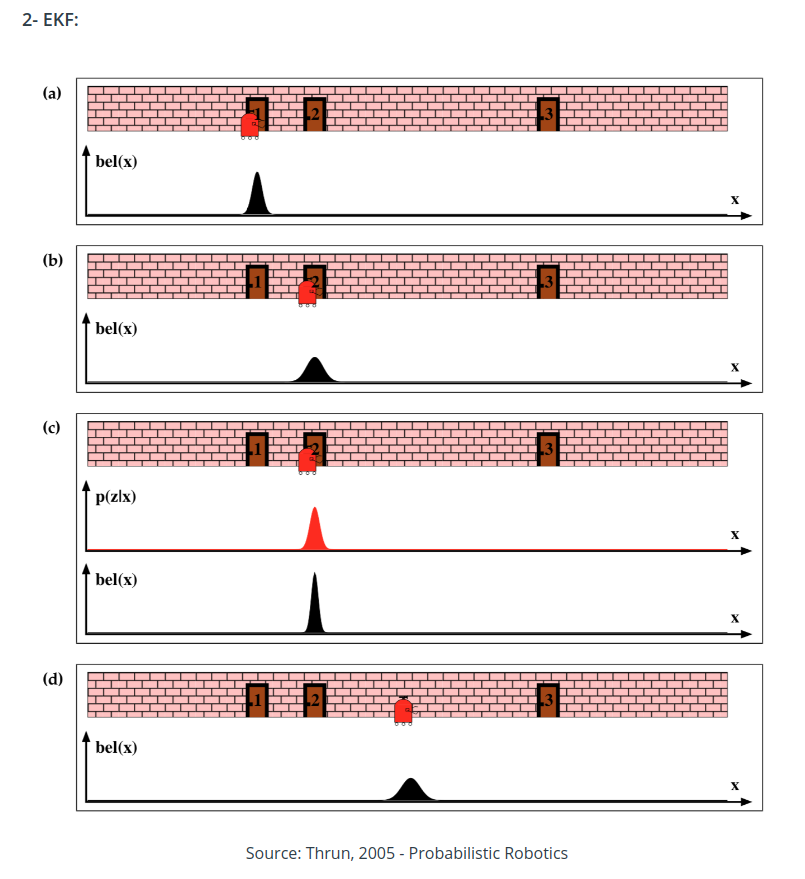 2- EKF:
(a)
1 2 3
bel(x)
x
(b)
1 2 3
bel(x)
x
(c)
1 2 3
p(z|x)
x
bel(x)
x
(d)
1 2 3
bel(x)
x
Source: Thrun, 2005 - Probabilistic Robotics